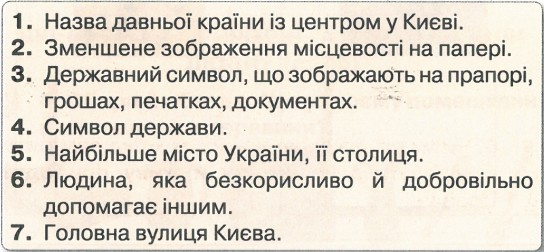 1. Назва давньої країни із центром у Києві.
2. Зменшене зображення місцевості на папері.
3. Державний символ, що зображають на прапорі,
грошах, печатках, документах.
4. Символ держави.
5. Найбільше місто України, її столиця.
6. Людина, яка безкорисливо й добровільно
допомагає іншим.
7. Головна вулиця Києва.